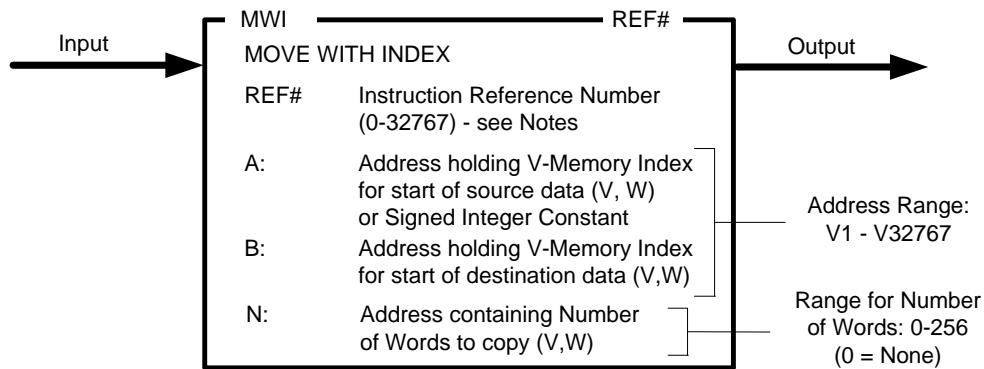 MWI REF#
Input
Output
MOVE WITH INDEX
REF# Instruction Reference Number
(0-32767) - see Notes
A: Address holding V-Memory Index
for start of source data (V, W)
or Signed Integer Constant
Address Range:
V1 - V32767
B: Address holding V-Memory Index
for start of destination data (V,W)
N: Address containing Number
of Words to copy (V,W)
Range for Number
of Words: 0-256
(0 = None)